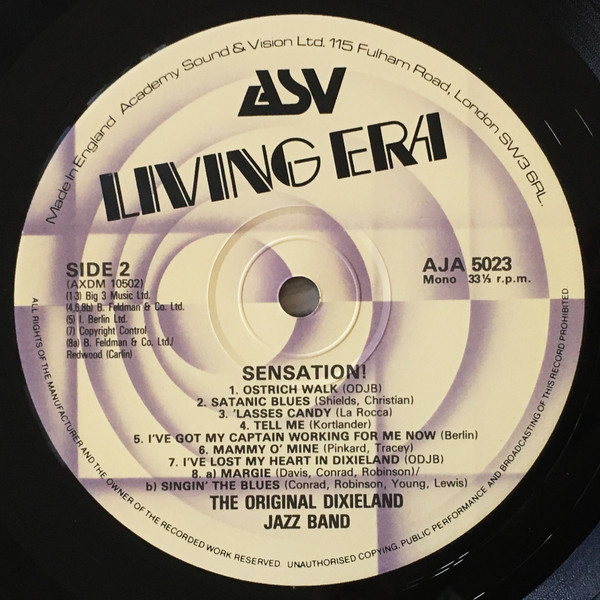 Made in England Academy Sound & Vision Ltd. 115 Fulham Road, London SW3 6RL.
ASV
LIVING ERA
SIDE 2
(AXDM 10502)
(1-3) Big 3 Music Ltd.
(4,6,8b) B. Feldman & Co. Ltd.
(5) I. Berlin Ltd.
(7) Copyright Control
(8a) B. Feldman & Co. Ltd./
Redwood (Carlin)
AJA 5023
Mono 33⅓ r.p.m.
SENSATION!
1. OSTRICH WALK (ODJB)
2. SATANIC BLUES (Shields, Christian)
3. 'LASSES CANDY (La Rocca)
4. TELL ME (Kortlander)
5. I'VE GOT MY CAPTAIN WORKING FOR ME NOW (Berlin)
6. MAMMY O' MINE (Pinkard, Tracey)
7. I'VE LOST MY HEART IN DIXIELAND (ODJB)
8. a) MARGIE (Davis, Conrad, Robinson)/
b) SINGIN' THE BLUES (Conrad, Robinson, Young, Lewis)
THE ORIGINAL DIXIELAND
JAZZ BAND
ALL RIGHTS OF THE MANUFACTURER AND THE OWNER OF THE RECORDED WORK RESERVED. UNAUTHORISED COPYING, PUBLIC PERFORMANCE AND BROADCASTING OF THIS RECORD PROHIBITED.